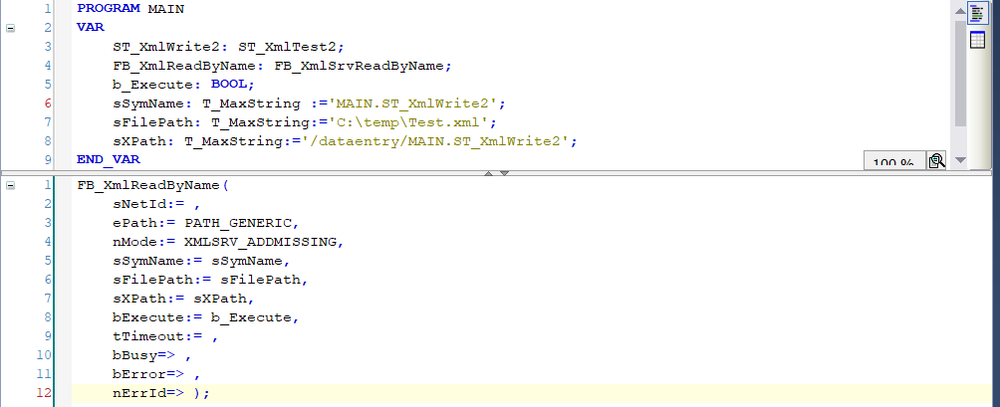 1 PROGRAM MAIN
2 VAR
3 ST_XmlWrite2: ST_XmlTest2;
4 FB_XmlReadByName: FB_XmlSrvReadByName;
5 b_Execute: BOOL;
6 sSymName: T_MaxString :='MAIN.ST_XmlWrite2';
7 sFilePath: T_MaxString:='C:\temp\Test.xml';
8 sXPath: T_MaxString:='/dataentry/MAIN.ST_XmlWrite2';
9 END_VAR
100 %
1 FB_XmlReadByName(
2 sNetId:= ,
3 ePath:= PATH_GENERIC,
4 nMode:= XMLSRV_ADDMISSING,
5 sSymName:= sSymName,
6 sFilePath:= sFilePath,
7 sXPath:= sXPath,
8 bExecute:= b_Execute,
9 tTimeout:= ,
10 bBusy=> ,
11 bError=> ,
12 nErrId=> );